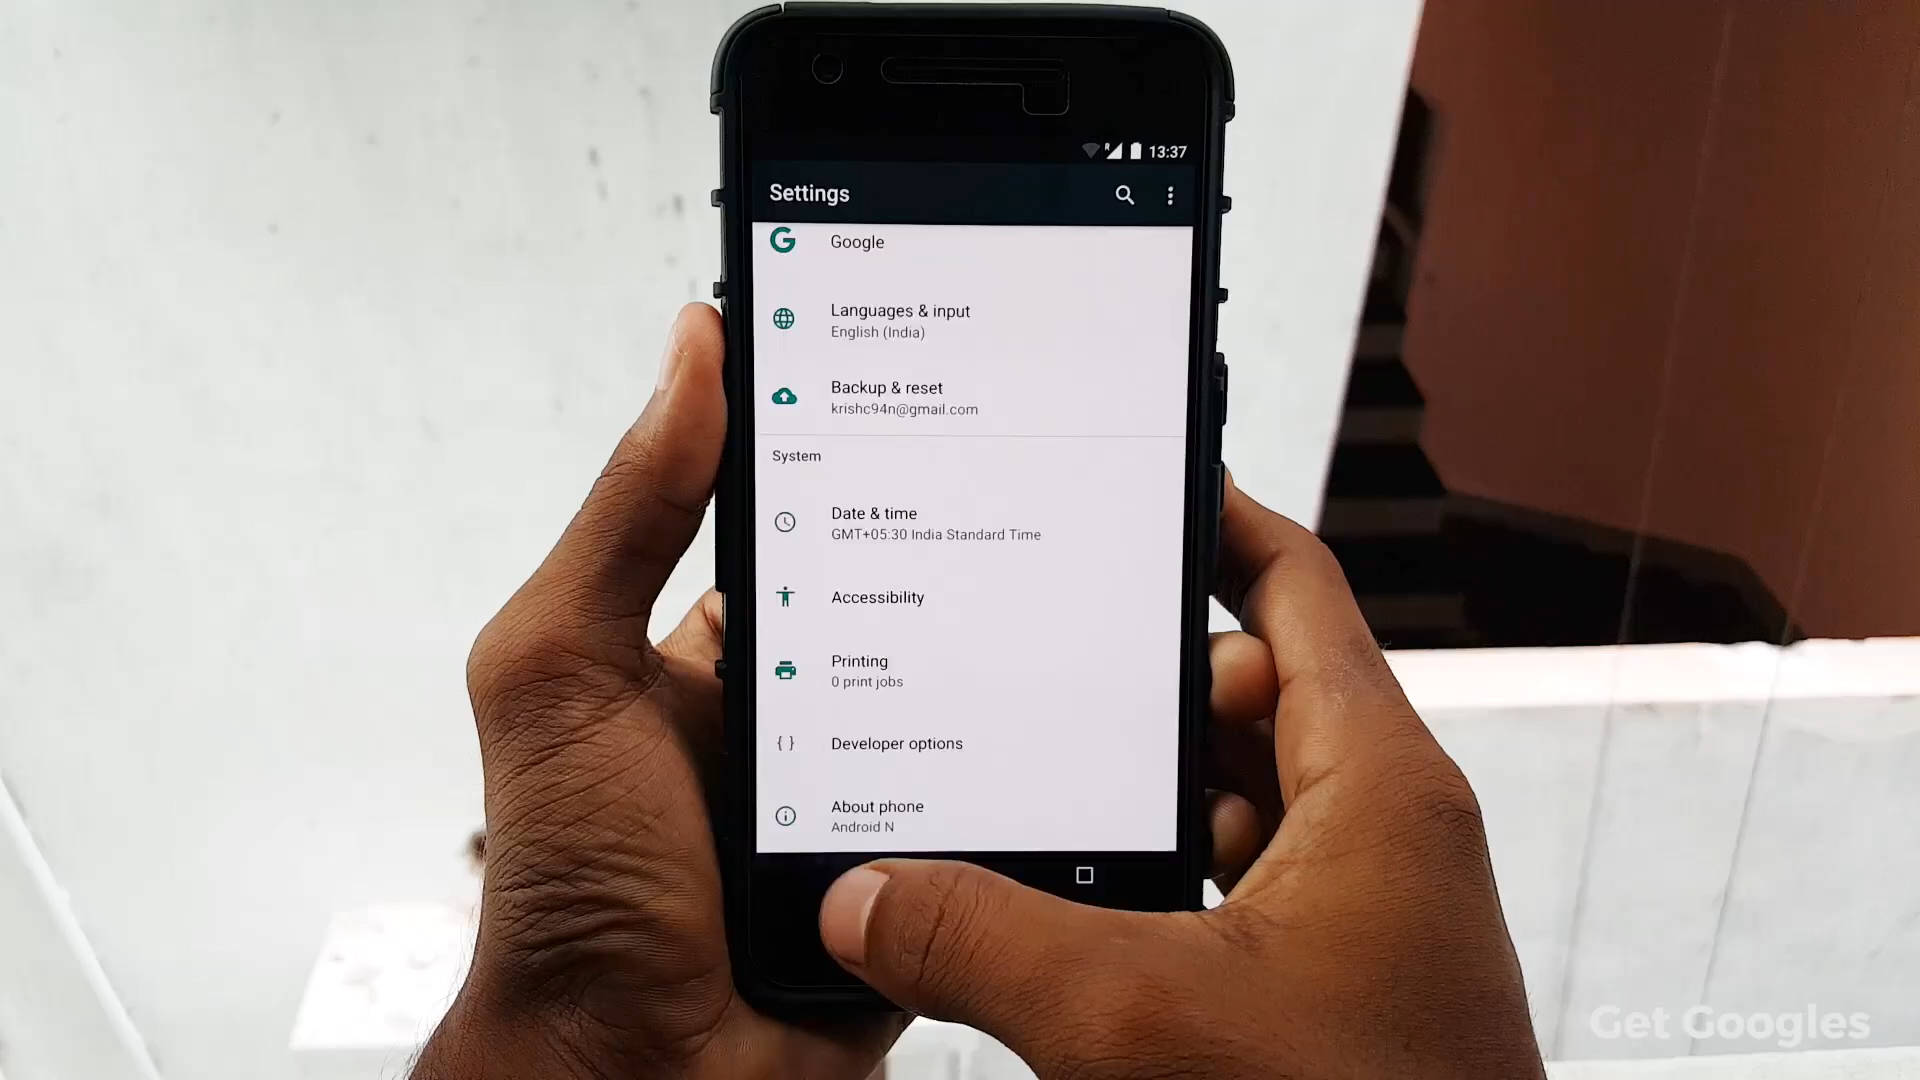 R
13:37
Settings
Google
Languages & input
English (India)
Backup & reset
krishc94n@gmail.com
System
Date & time
GMT+05:30 India Standard Time
Accessibility
Printing
0 print jobs
{ } Developer options
About phone
Android N
Get Googles